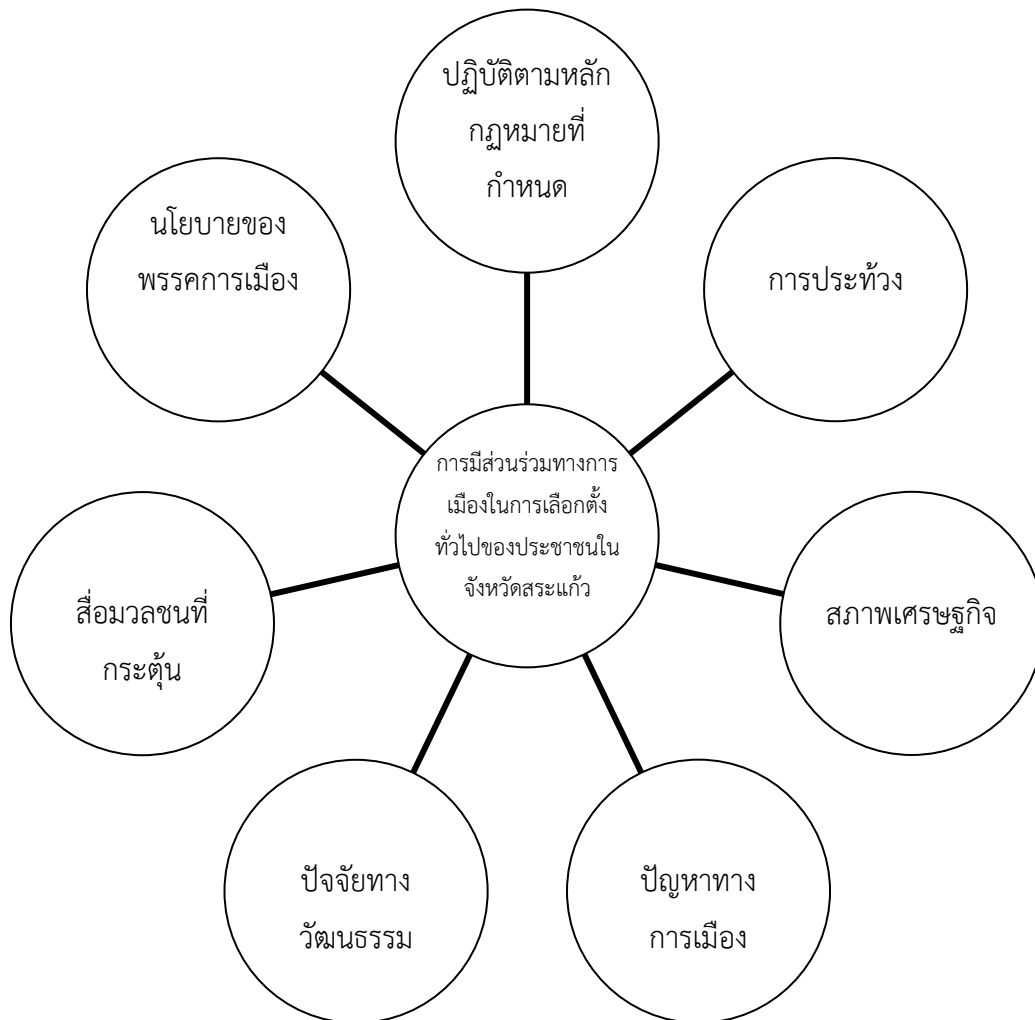 ปฏิบัติตามหลัก
กฎหมายที่
กำหนด
นโยบายของ
พรรคการเมือง
การประท้วง
การมีส่วนร่วมทางการ
เมืองในการเลือกตั้ง
ทั่วไปของประชาชนใน
จังหวัดสระแก้ว
สื่อมวลชนที่
กระตุ้น
สภาพเศรษฐกิจ
ปัจจัยทาง
วัฒนธรรม
ปัญหาทาง
การเมือง